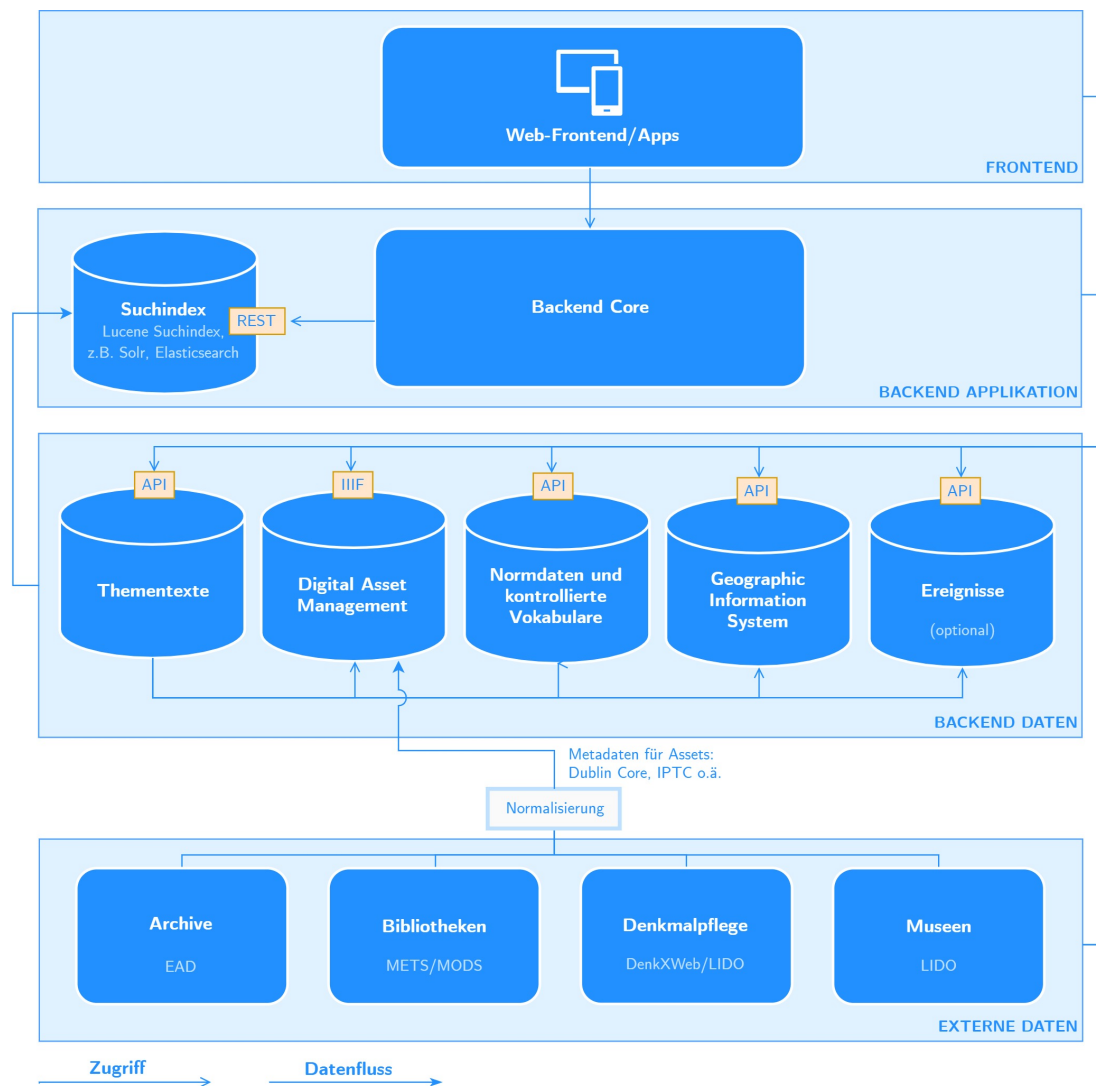 Web-Frontend/Apps
FRONTEND
Suchindex
Lucene Suchindex,
z.B. Solr, Elasticsearch
REST
Backend Core
BACKEND APPLIKATION
API
IIIF
API
API
API
Thementexte
Digital Asset
Management
Normdaten und
kontrollierte
Vokabulare
Geographic
Information
System
Ereignisse
(optional)
BACKEND DATEN
Metadaten für Assets:
Dublin Core, IPTC o.ä.
Normalisierung
Archive
EAD
Bibliotheken
METS/MODS
Denkmalpflege
DenkXWeb/LIDO
Museen
LIDO
EXTERNE DATEN
Zugriff
Datenfluss